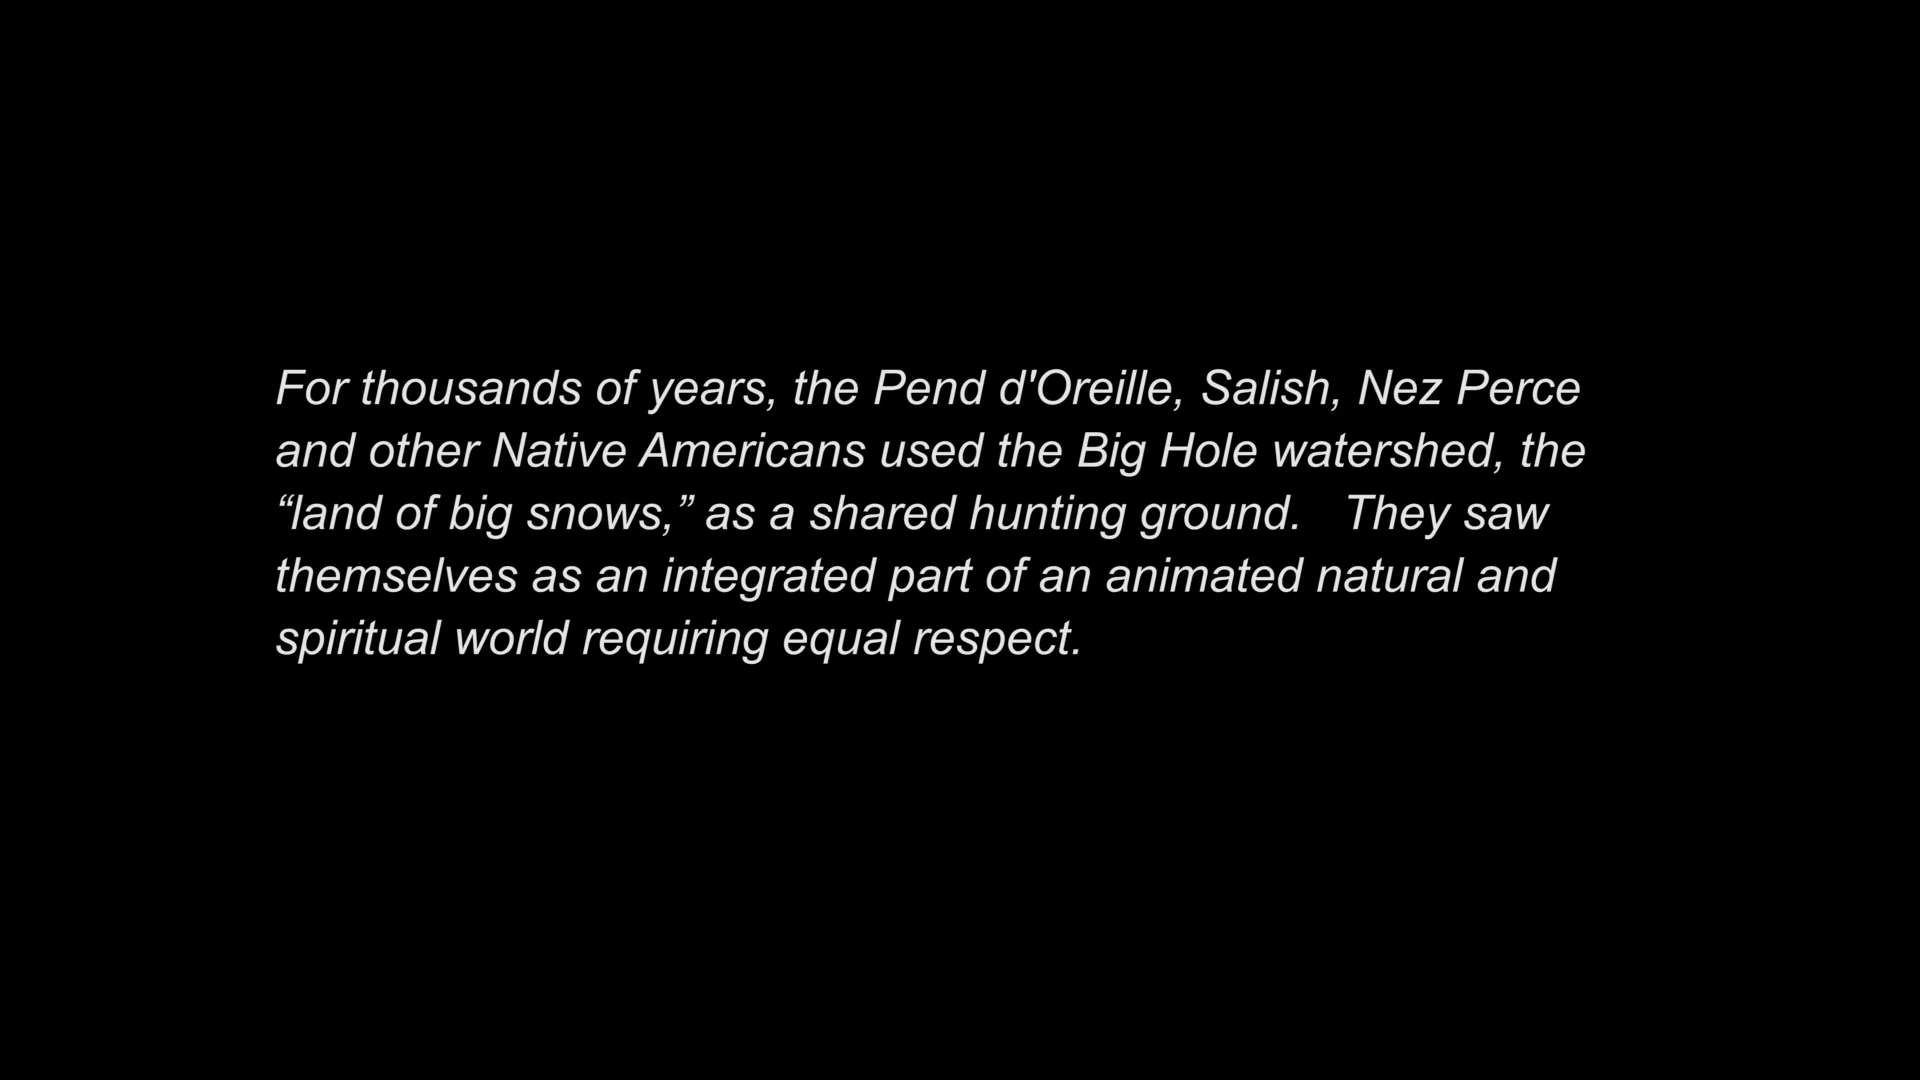 For thousands of years, the Pend d'Oreille, Salish, Nez Perce
and other Native Americans used the Big Hole watershed, the
“land of big snows,” as a shared hunting ground.   They saw
themselves as an integrated part of an animated natural and
spiritual world requiring equal respect.